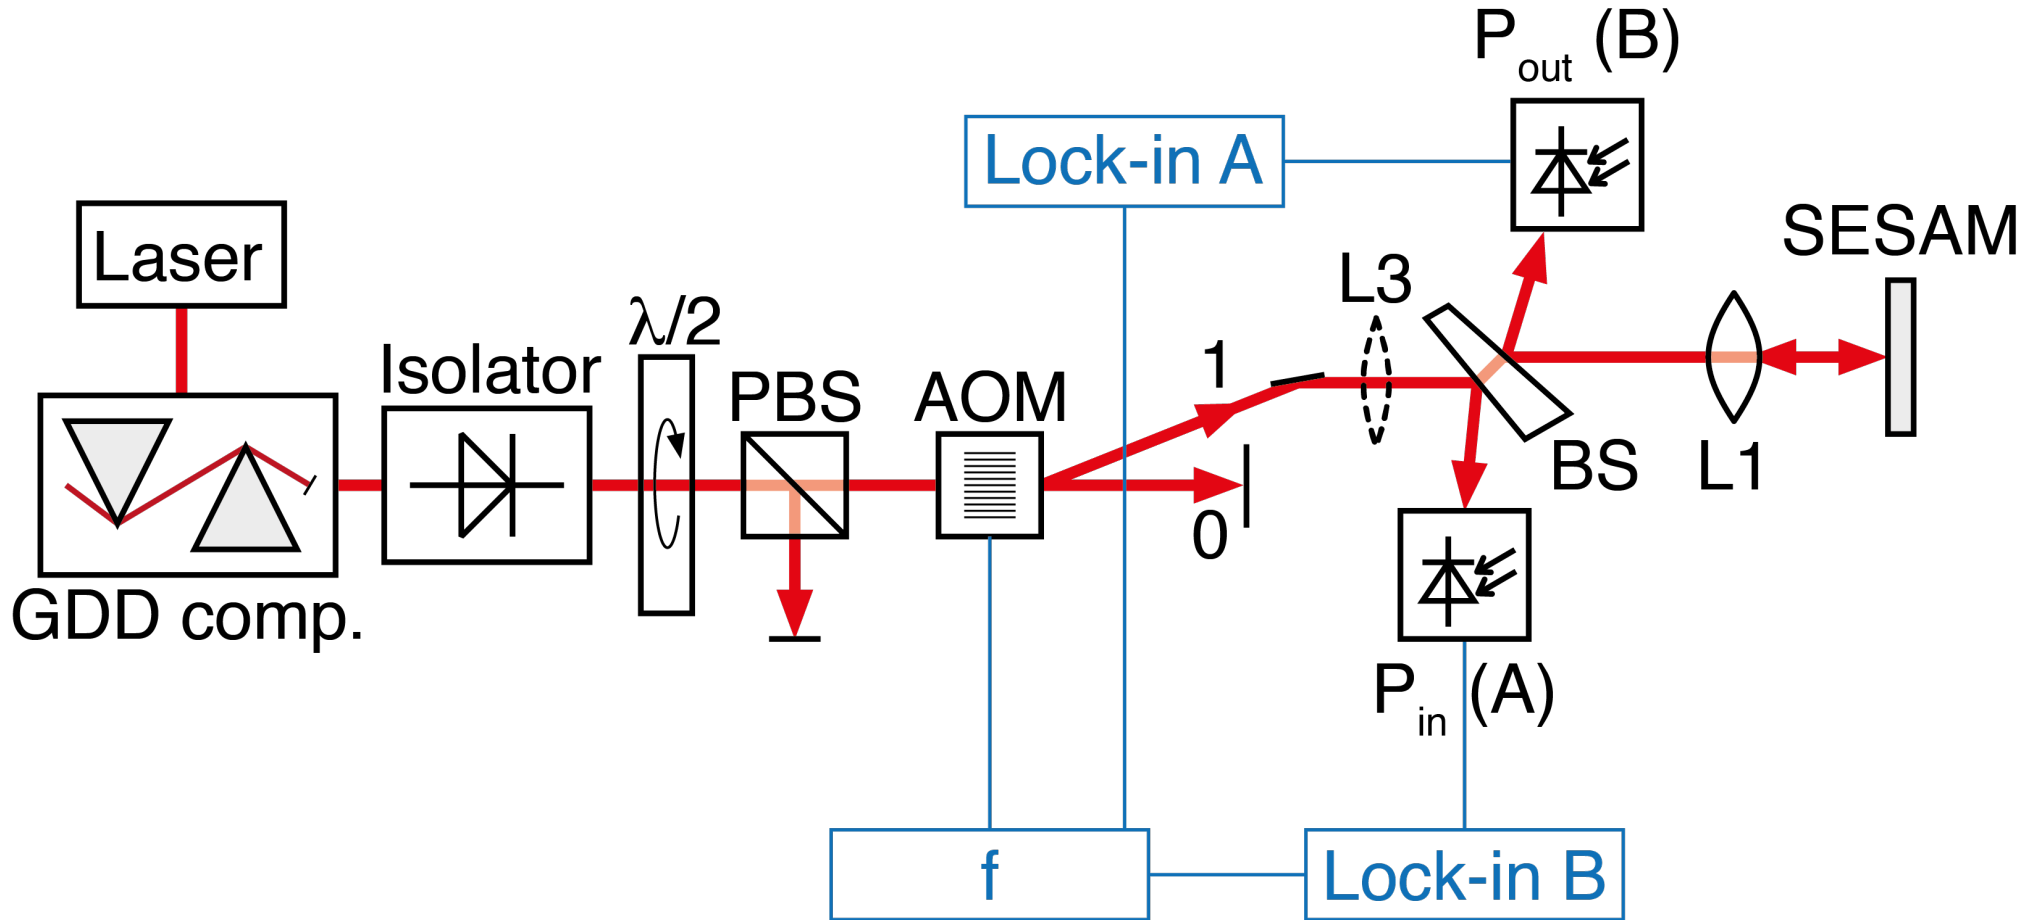 P_out (B)
Lock-in A
Laser
SESAM
L3
λ/2
Isolator
1
PBS
AOM
BS
L1
0
GDD comp.
P_in (A)
f
Lock-in B